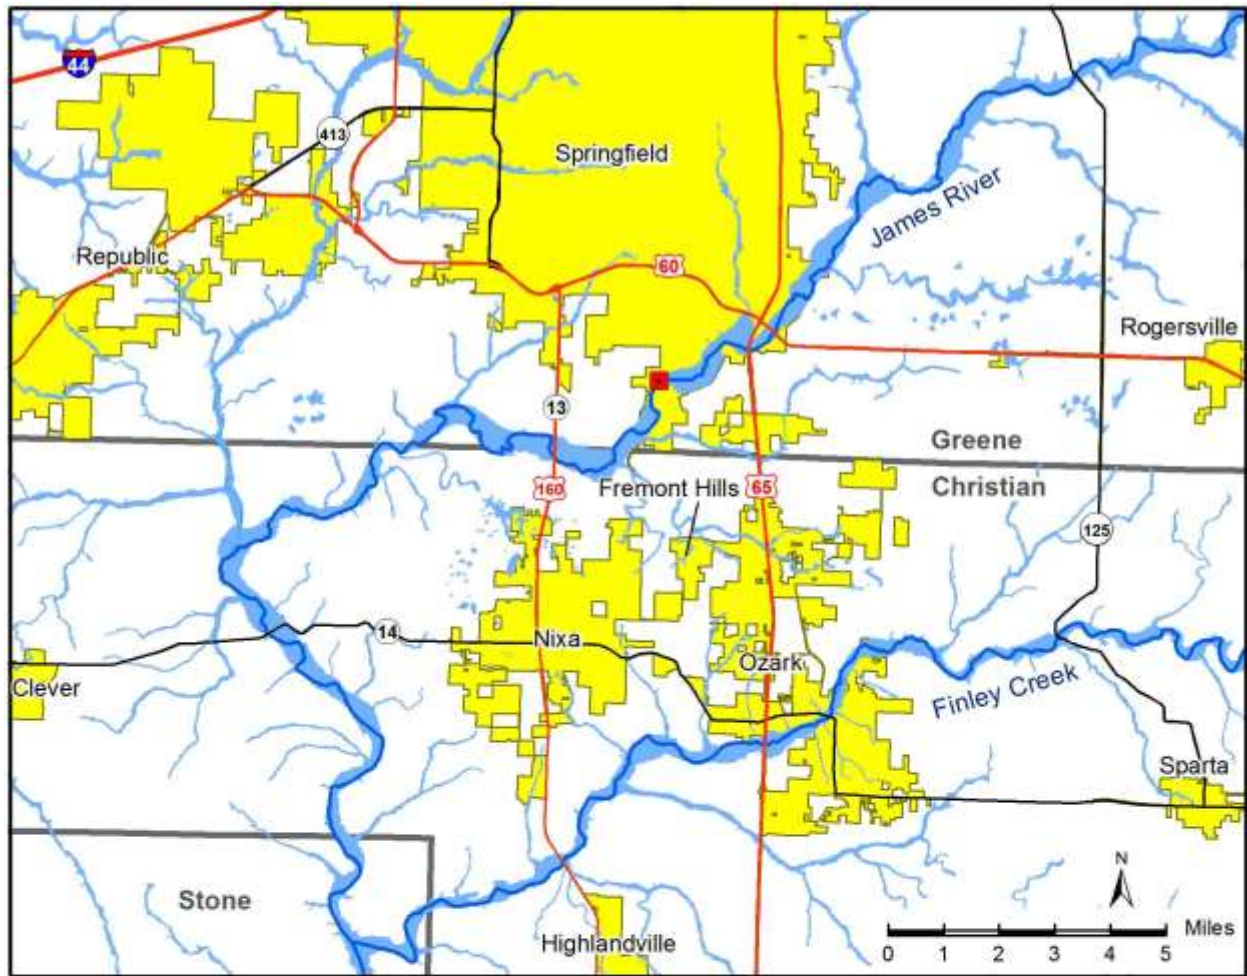 44
413
Springfield
James River
Republic
60
Rogersville
13
Greene
Christian
160
Fremont Hills
65
125
14
Nixa
Ozark
Clever
Finley Creek
Sparta
Stone
N
Miles
0 1 2 3 4 5
Highlandville